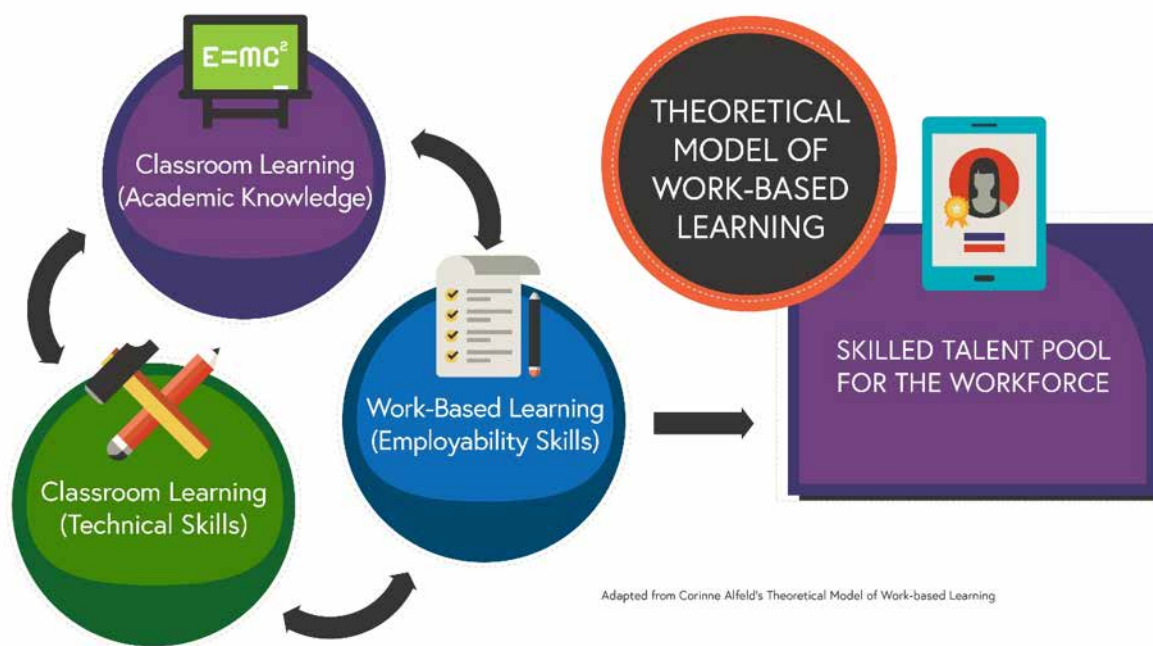 E=MC²
Classroom Learning
(Academic Knowledge)
THEORETICAL
MODEL OF
WORK-BASED
LEARNING
SKILLED TALENT POOL
FOR THE WORKFORCE
Work-Based Learning
(Employability Skills)
Classroom Learning
(Technical Skills)
Adapted from Corinne Alfeld's Theoretical Model of Work-based Learning